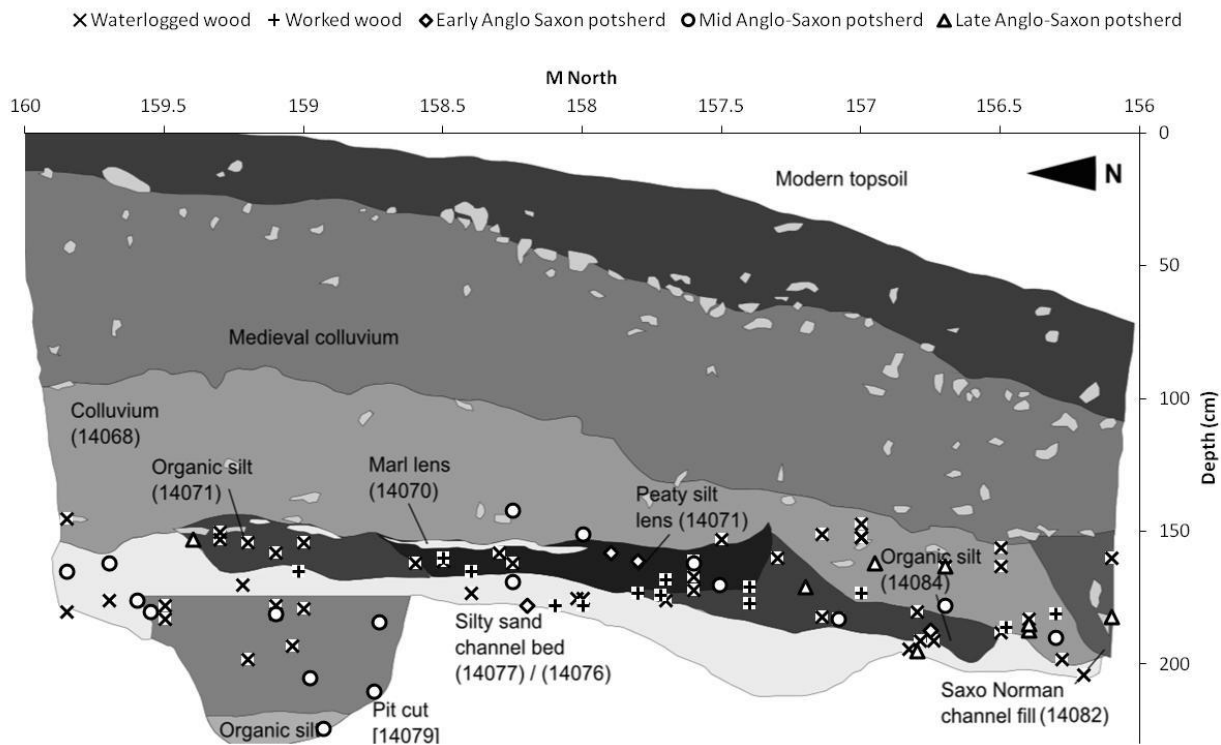 Waterlogged wood Worked wood Early Anglo Saxon potsherd Mid Anglo-Saxon potsherd Late Anglo-Saxon potsherd
M North
160 159.5 159 158.5 158 157.5 157 156.5 156
0
N
Modern topsoil
50
Medieval colluvium
100
Depth (cm)
Colluvium
(14068)
Organic silt
(14071)
Marl lens
(14070)
Peaty silt
lens (14071)
150
Organic silt
(14084)
Silty sand
channel bed
(14077) / (14076)
200
Saxo Norman
channel fill (14082)
Pit cut
[14079]
Organic silt